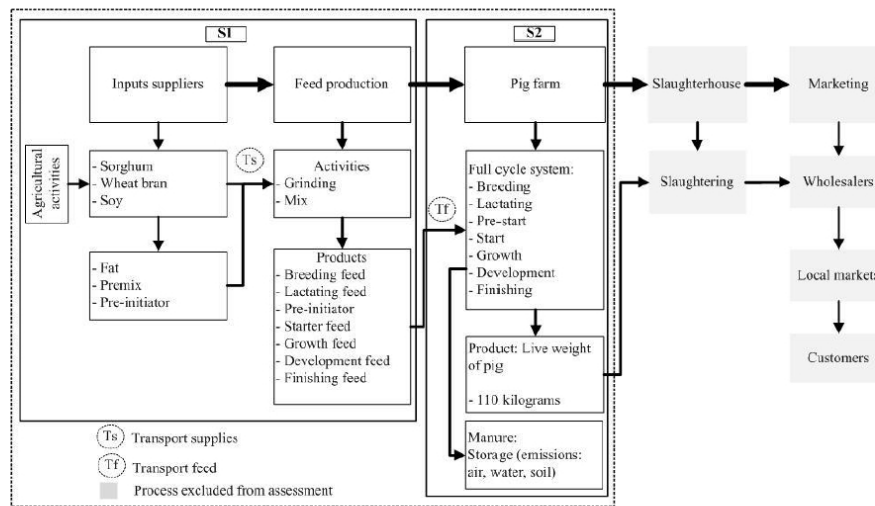 S1
S2
Inputs suppliers
Feed production
Pig farm
Slaughterhouse
Marketing
Agricultural
activities
- Sorghum
- Wheat bran
- Soy
Ts
Activities
- Grinding
- Mix
Tf
Full cycle system:
- Breeding
- Lactating
- Pre-start
- Start
- Growth
- Development
- Finishing
Slaughtering
Wholesalers
- Fat
- Premix
- Pre-initiator
Products
- Breeding feed
- Lactating feed
- Pre-initiator
- Starter feed
- Growth feed
- Development feed
- Finishing feed
Local markets
Product: Live weight
of pig
- 110 kilograms
Customers
Manure:
Storage (emissions:
air, water, soil)
Ts Transport supplies
Tf Transport feed
Process excluded from assessment